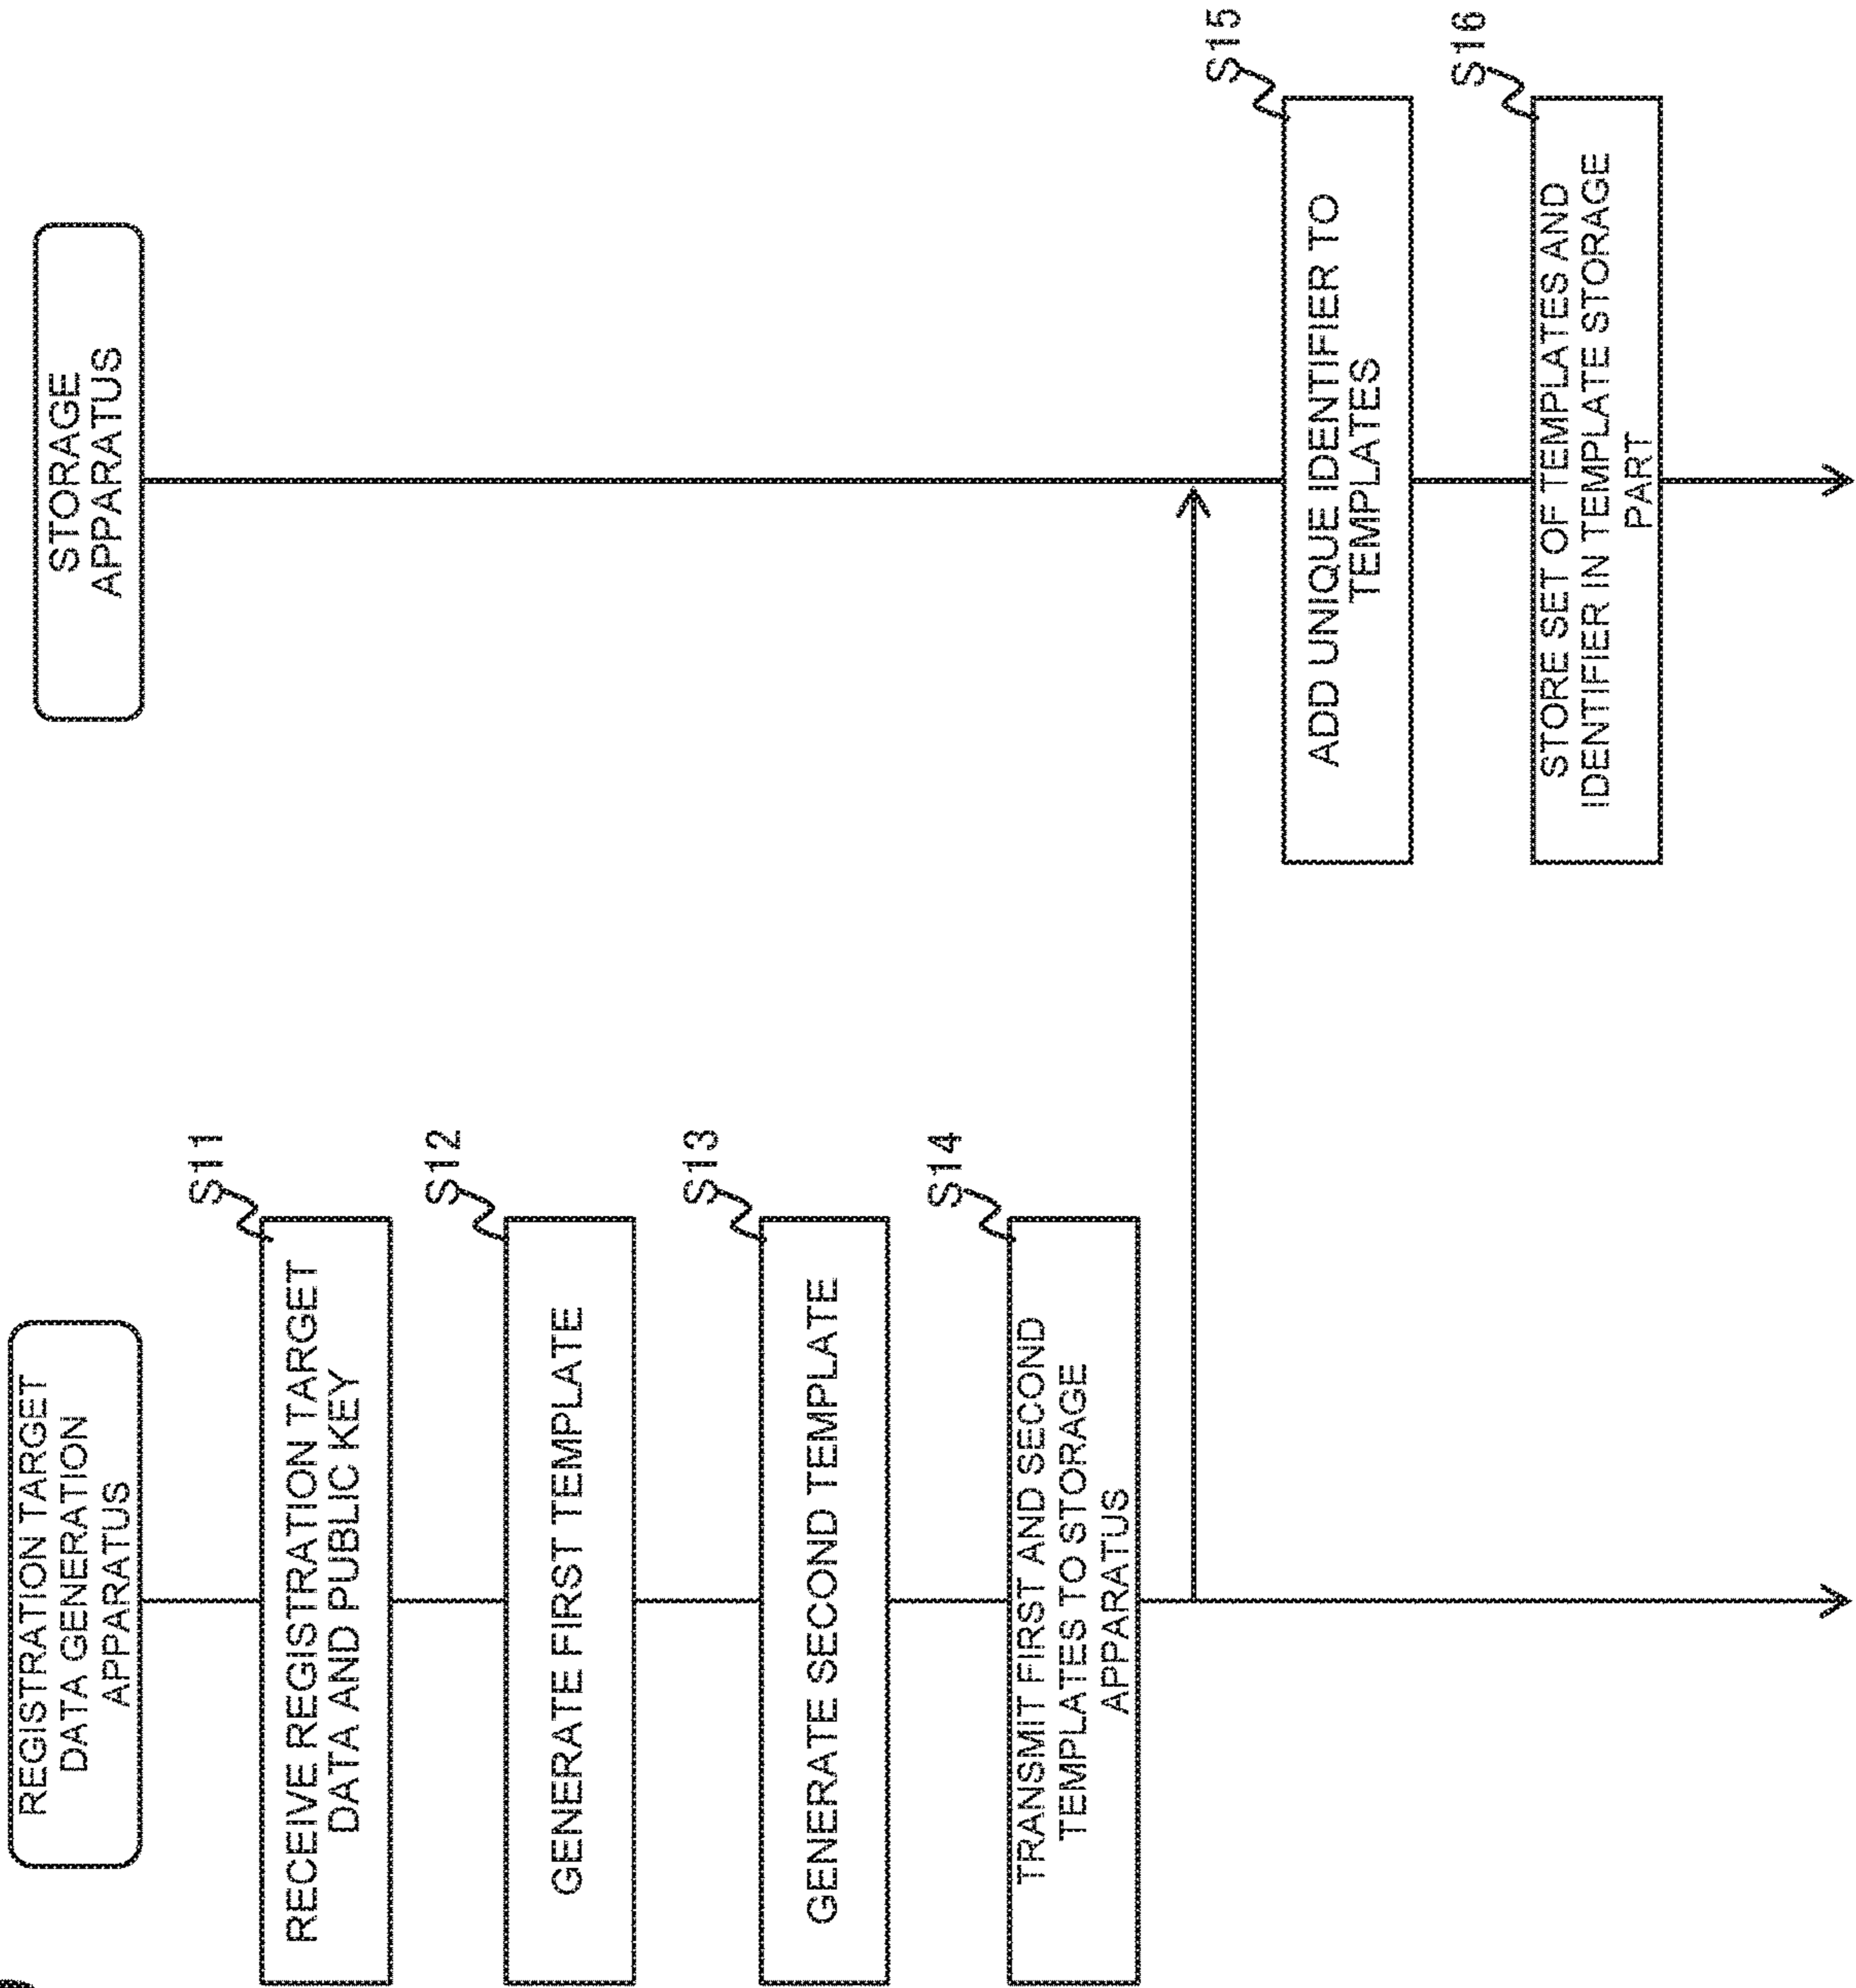 REGISTRATION TARGET
DATA GENERATION
APPARATUS
S11
RECEIVE REGISTRATION TARGET
DATA AND PUBLIC KEY
S12
GENERATE FIRST TEMPLATE
S13
GENERATE SECOND TEMPLATE
S14
TRANSMIT FIRST AND SECOND
TEMPLATES TO STORAGE
APPARATUS
STORAGE
APPARATUS
S15
ADD UNIQUE IDENTIFIER TO
TEMPLATES
S16
STORE SET OF TEMPLATES AND
IDENTIFIER IN TEMPLATE STORAGE
PART